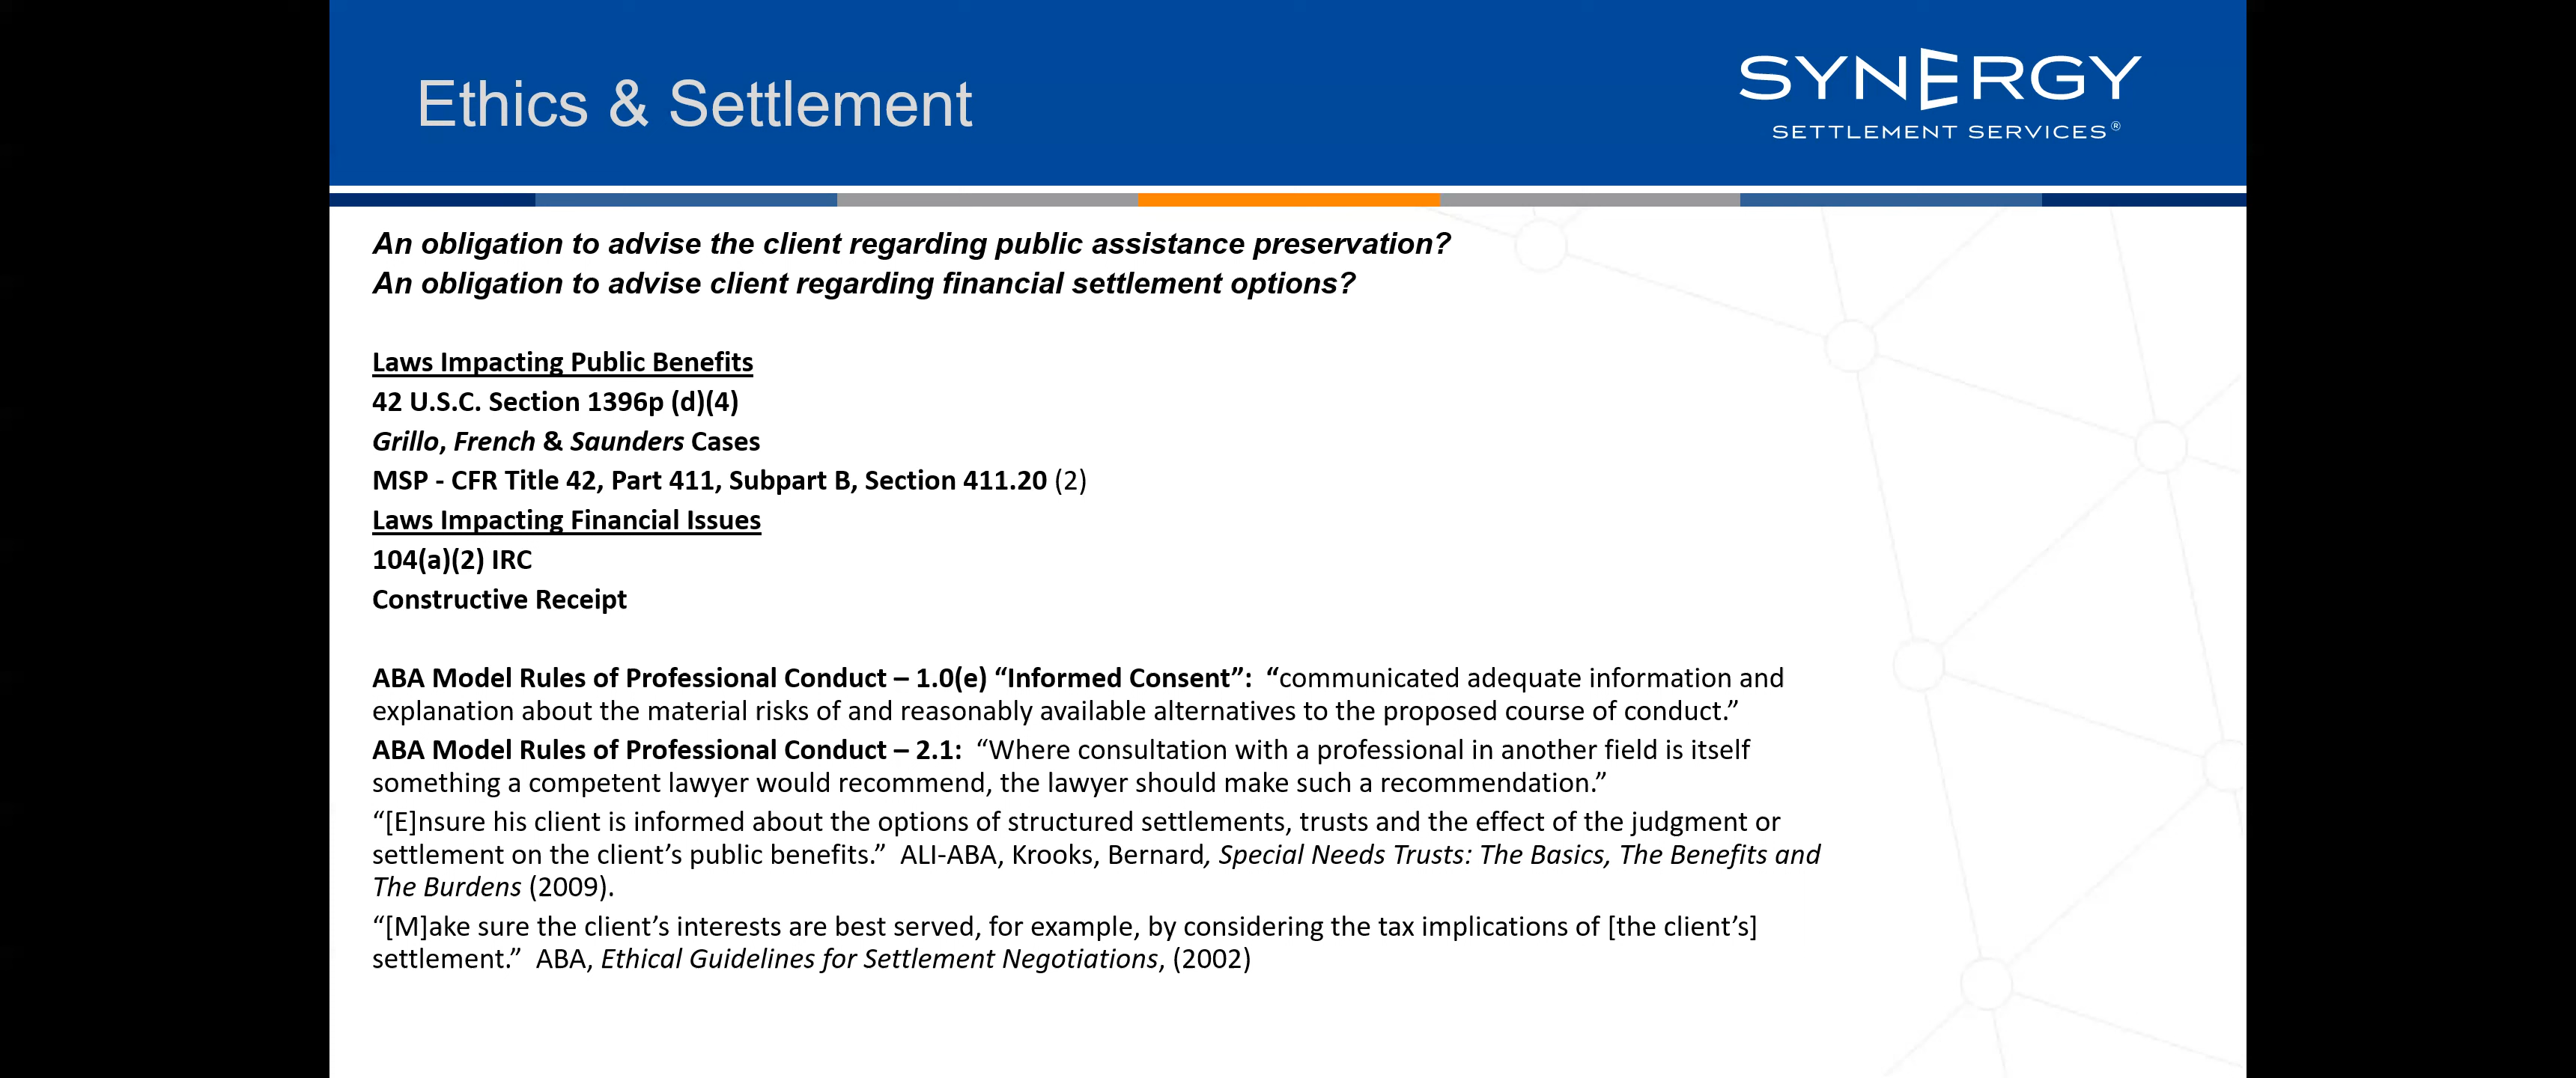 Ethics & Settlement
SYNERGY
SETTLEMENT SERVICES®
An obligation to advise the client regarding public assistance preservation?
An obligation to advise client regarding financial settlement options?
Laws Impacting Public Benefits
42 U.S.C. Section 1396p (d)(4)
Grillo, French & Saunders Cases
MSP - CFR Title 42, Part 411, Subpart B, Section 411.20 (2)
Laws Impacting Financial Issues
104(a)(2) IRC
Constructive Receipt
ABA Model Rules of Professional Conduct – 1.0(e) “Informed Consent”:  “communicated adequate information and
explanation about the material risks of and reasonably available alternatives to the proposed course of conduct.”
ABA Model Rules of Professional Conduct – 2.1:  “Where consultation with a professional in another field is itself
something a competent lawyer would recommend, the lawyer should make such a recommendation.”
“[E]nsure his client is informed about the options of structured settlements, trusts and the effect of the judgment or
settlement on the client’s public benefits.”  ALI-ABA, Krooks, Bernard, Special Needs Trusts: The Basics, The Benefits and
The Burdens (2009).
“[M]ake sure the client’s interests are best served, for example, by considering the tax implications of [the client’s]
settlement.”  ABA, Ethical Guidelines for Settlement Negotiations, (2002)